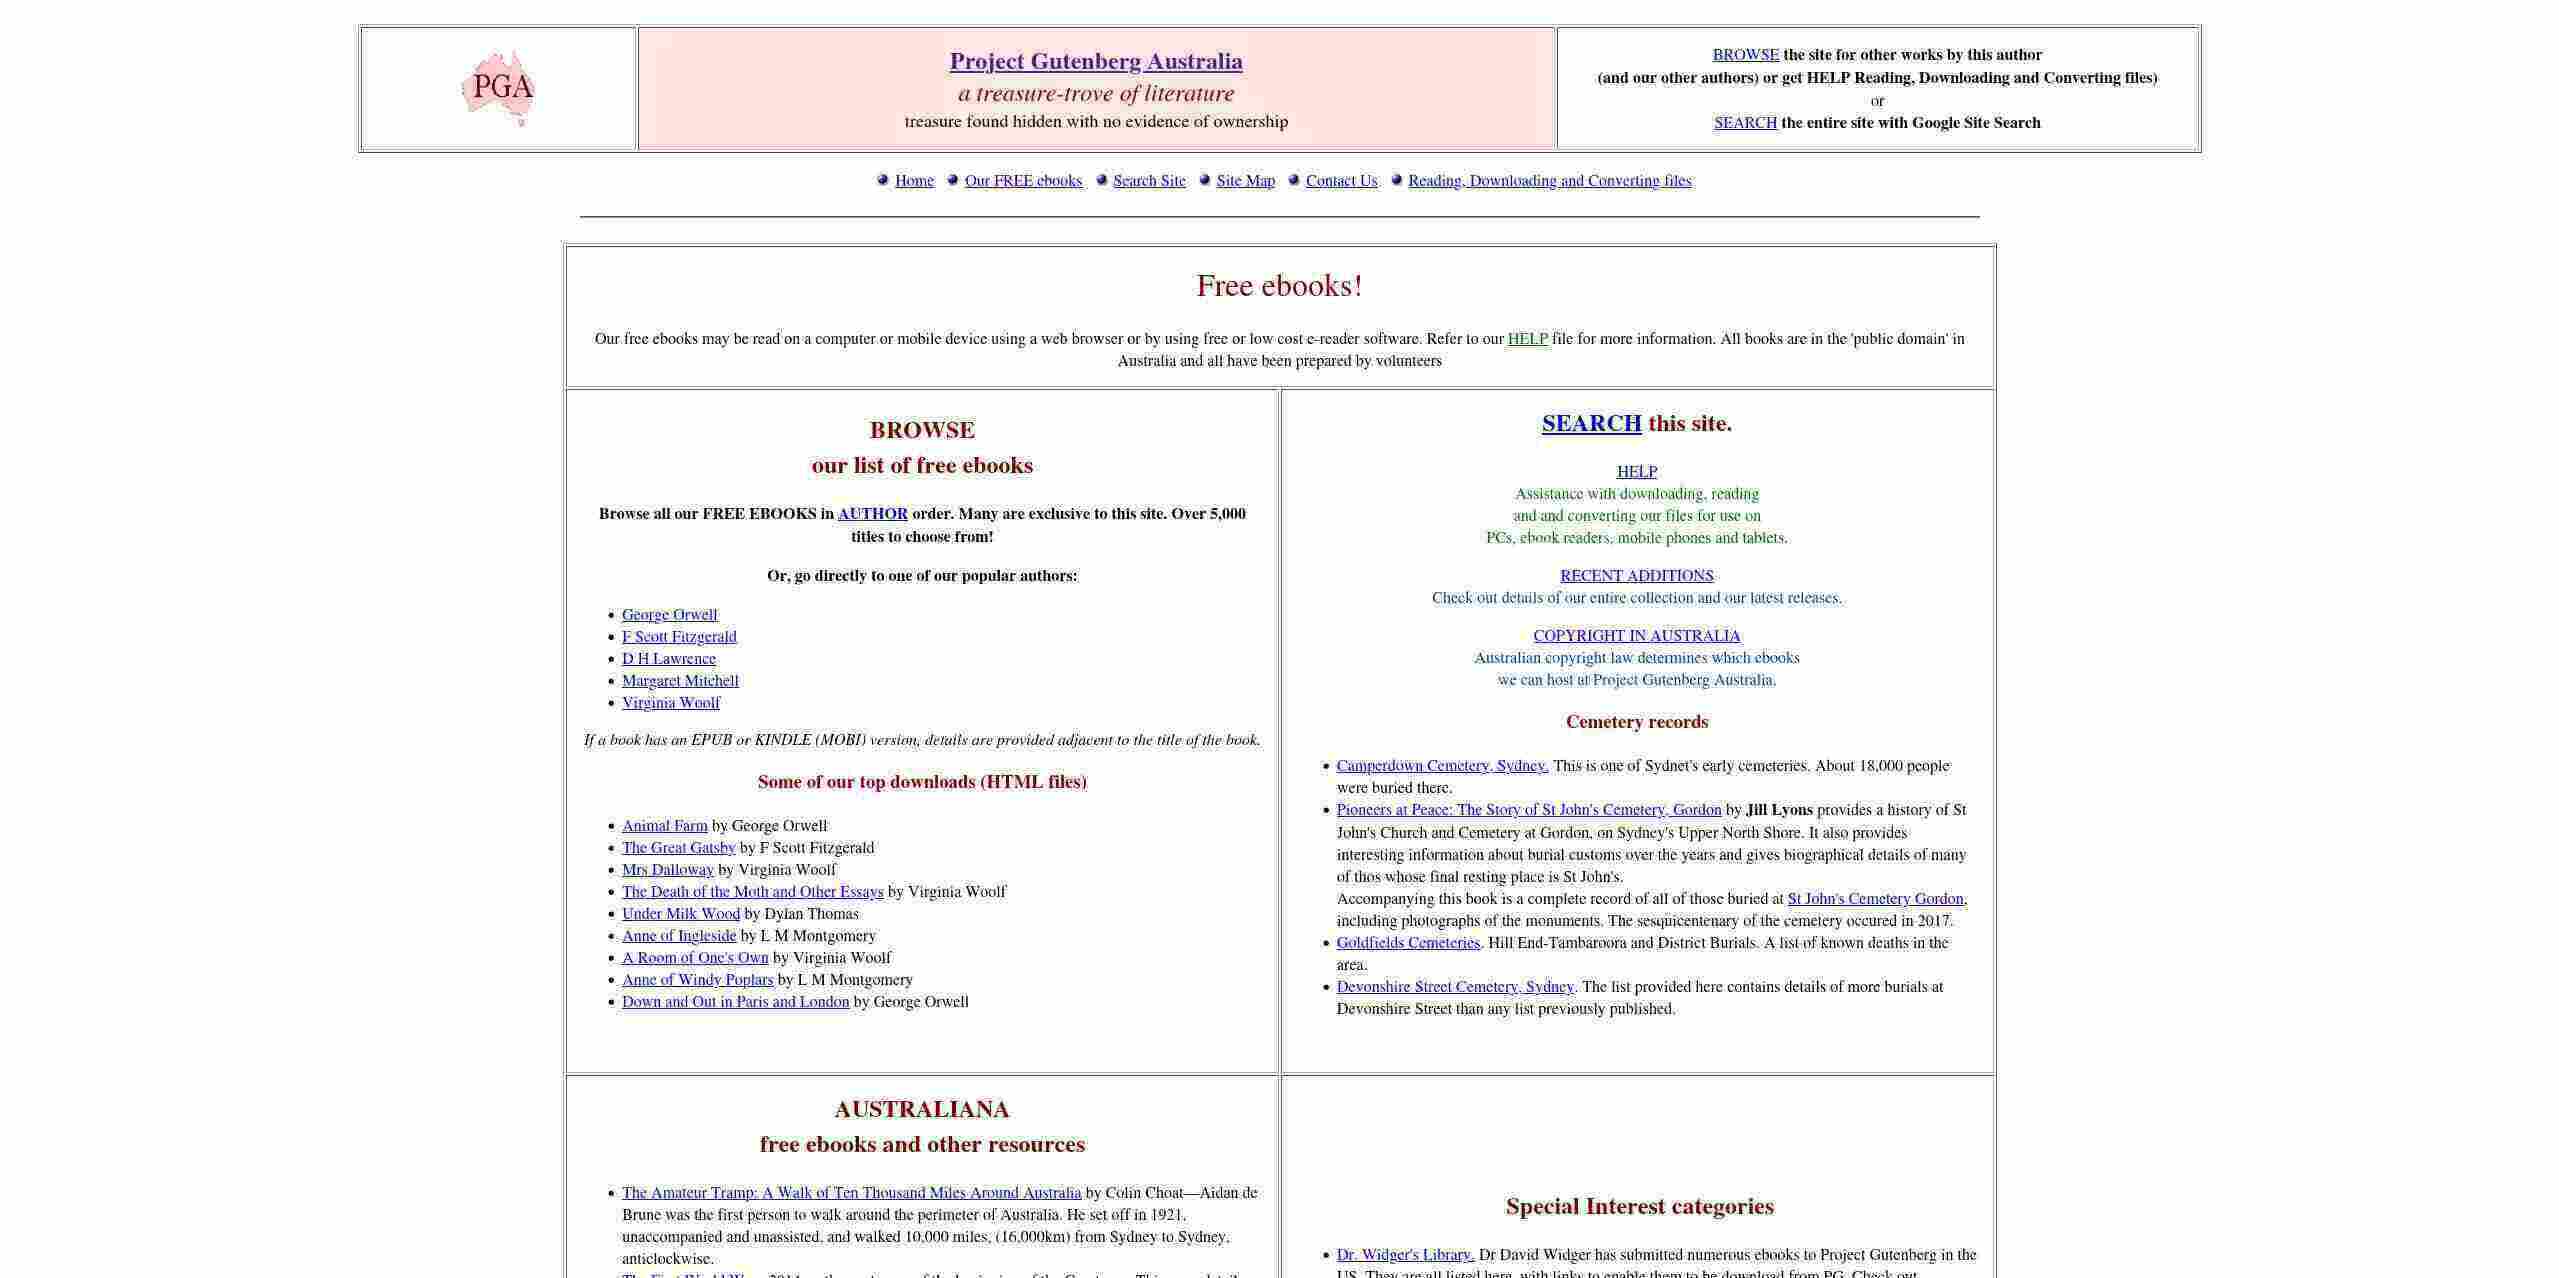 PGA
Project Gutenberg Australia
a treasure-trove of literature
treasure found hidden with no evidence of ownership
BROWSE the site for other works by this author
(and our other authors) or get HELP Reading, Downloading and Converting files)
or
SEARCH the entire site with Google Site Search
Home Our FREE ebooks Search Site Site Map Contact Us Reading, Downloading and Converting files
Free ebooks!
Our free ebooks may be read on a computer or mobile device using a web browser or by using free or low cost e-reader software. Refer to our HELP file for more information. All books are in the 'public domain' in
Australia and all have been prepared by volunteers
BROWSE
our list of free ebooks
Browse all our FREE EBOOKS in AUTHOR order. Many are exclusive to this site. Over 5,000
titles to choose from!
Or, go directly to one of our popular authors:
George Orwell
F Scott Fitzgerald
D H Lawrence
Margaret Mitchell
Virginia Woolf
If a book has an EPUB or KINDLE (MOBI) version, details are provided adjacent to the title of the book.
Some of our top downloads (HTML files)
Animal Farm by George Orwell
The Great Gatsby by F Scott Fitzgerald
Mrs Dalloway by Virginia Woolf
The Death of the Moth and Other Essays by Virginia Woolf
Under Milk Wood by Dylan Thomas
Anne of Ingleside by L M Montgomery
A Room of One's Own by Virginia Woolf
Anne of Windy Poplars by L M Montgomery
Down and Out in Paris and London by George Orwell
SEARCH this site.
HELP
Assistance with downloading, reading
and and converting our files for use on
PCs, ebook readers, mobile phones and tablets.
RECENT ADDITIONS
Check out details of our entire collection and our latest releases.
COPYRIGHT IN AUSTRALIA
Australian copyright law determines which ebooks
we can host at Project Gutenberg Australia.
Cemetery records
Camperdown Cemetery, Sydney. This is one of Sydnet's early cemeteries. About 18,000 people
were buried there.
Pioneers at Peace: The Story of St John's Cemetery, Gordon by Jill Lyons provides a history of St
John's Church and Cemetery at Gordon, on Sydney's Upper North Shore. It also provides
interesting information about burial customs over the years and gives biographical details of many
of thos whose final resting place is St John's.
Accompanying this book is a complete record of all of those buried at St John's Cemetery Gordon,
including photographs of the monuments. The sesquicentenary of the cemetery occured in 2017.
Goldfields Cemeteries. Hill End-Tambaroora and District Burials. A list of known deaths in the
area.
Devonshire Street Cemetery, Sydney. The list provided here contains details of more burials at
Devonshire Street than any list previously published.
AUSTRALIANA
free ebooks and other resources
The Amateur Tramp: A Walk of Ten Thousand Miles Around Australia by Colin Choat—Aidan de
Brune was the first person to walk around the perimeter of Australia. He set off in 1921,
unaccompanied and unassisted, and walked 10,000 miles, (16,000km) from Sydney to Sydney,
anticlockwise.
Special Interest categories
Dr. Widger's Library. Dr David Widger has submitted numerous ebooks to Project Gutenberg in the
US. They are all listed here, with links to enable them to be download from PG. Check out